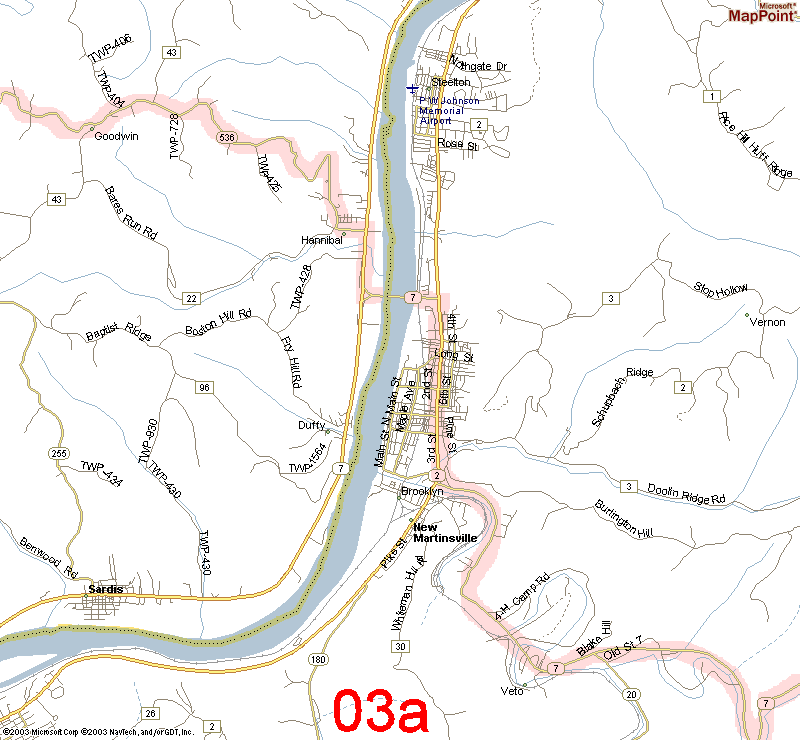 Microsoft®
MapPoint®
TWP-406
43
Northgate Dr
TWP-404
Steelton
P W Johnson
Memorial
Airport
1
Rice Hill Huff Ridge
Goodwin
TWP-728
536
2
Rose St
TWP-425
43
Bates Run Rd
Hannibal
TWP-428
22
7
3
Stop Hollow
Vernon
Baptist Ridge
Boston Hill Rd
4th St
Long St
Fry Hill Rd
96
N Main St
Maple Ave
2nd St
6th St
Schupbach Ridge
2
Duffy
TWP-930
Main St
3rd St
Pine St
255
TWP-434
TWP-430
TWP-1564
7
2
3
Doolin Ridge Rd
Brooklyn
Burlington Hill
New
Martinsville
TWP-430
Pike St
Benwood Rd
Sardis
Whiteman Hill Rd
4-H Camp Rd
30
Blake Hill
Old St 7
180
7
Veto
20
7
26
2
03a
©2003 Microsoft Corp ©2003 NavTech, and/or GDT, Inc.